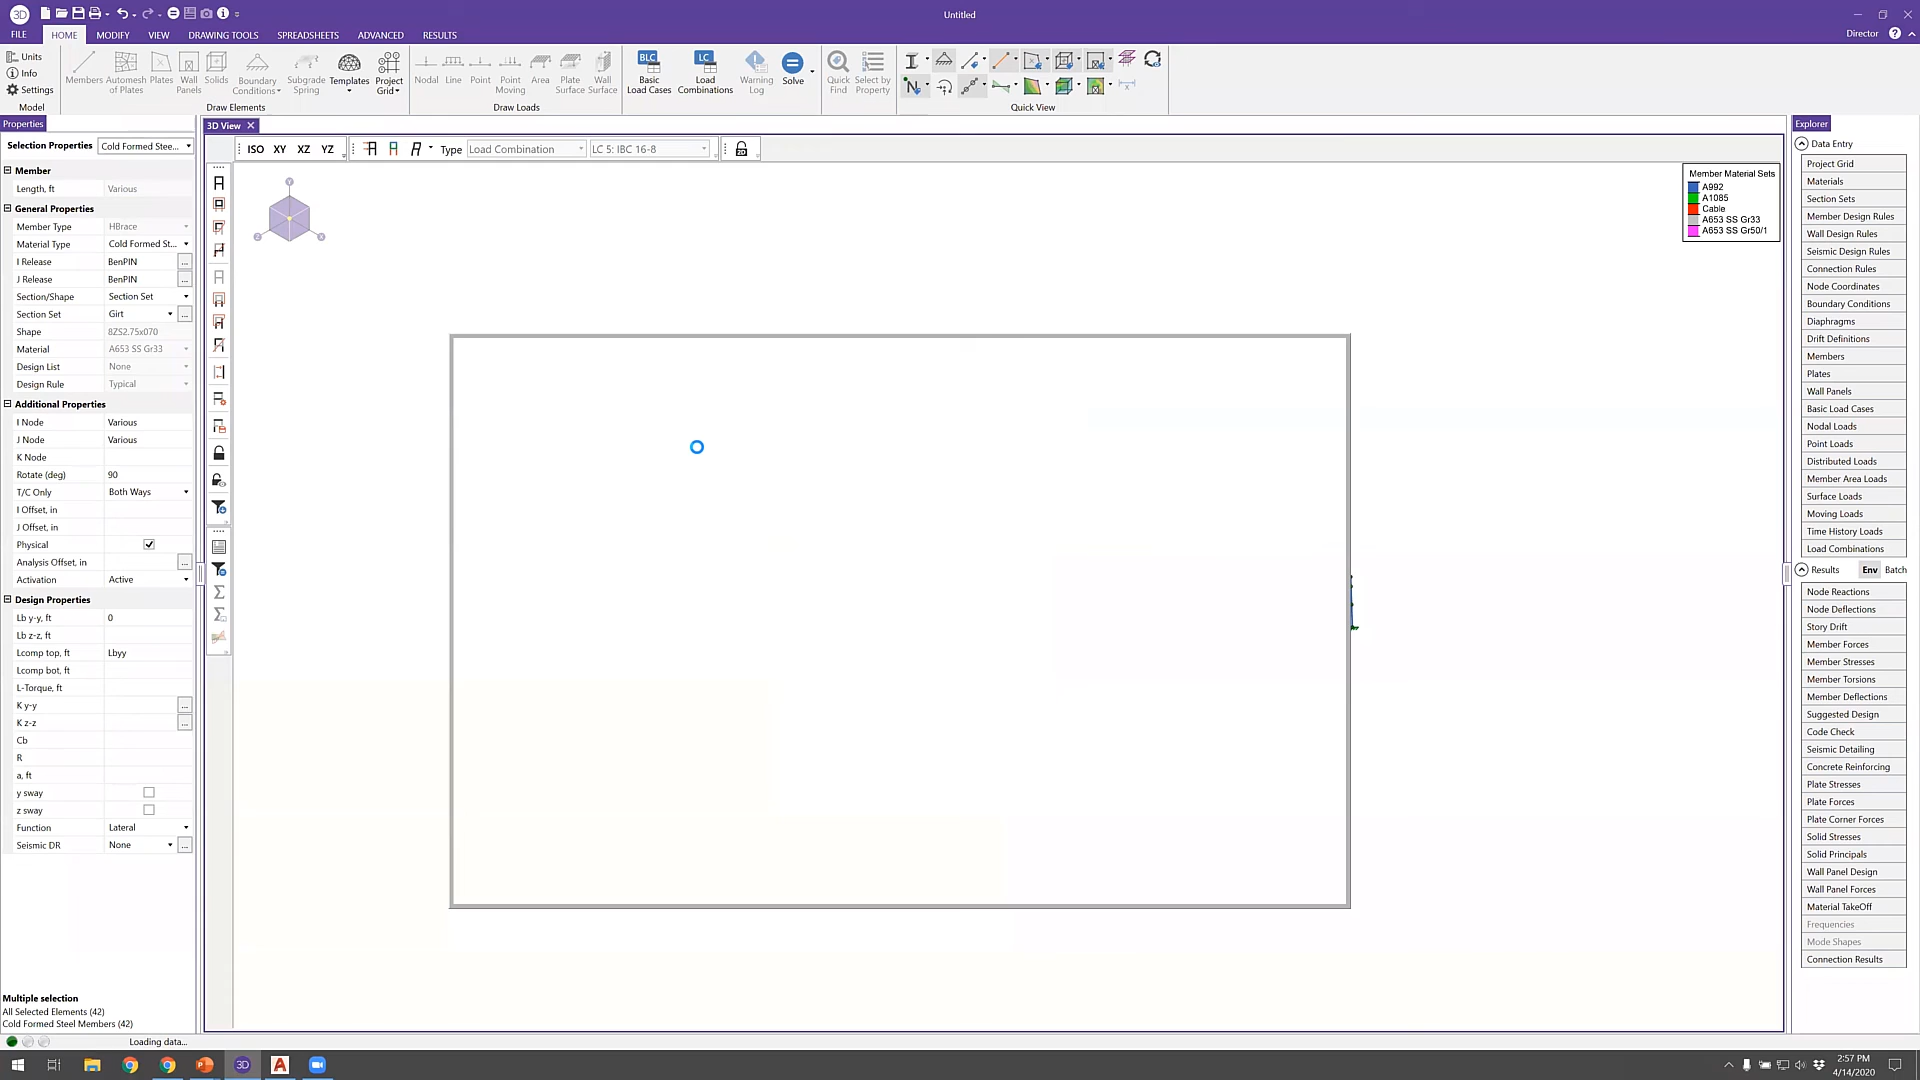 3D
Untitled
FILE HOME MODIFY VIEW DRAWING TOOLS SPREADSHEETS ADVANCED RESULTS
Director
Units
Info
Settings
Model
Members
Automesh of Plates
Plates
Wall Panels
Solids
Boundary Conditions
Subgrade Spring
Templates
Project Grid
Draw Elements
Nodal
Line
Point
Point Moving
Area
Plate Surface
Wall Surface
Draw Loads
BLC
Basic Load Cases
LC
Load Combinations
Warning Log
Solve
Quick Find
Select by Property
Quick View
Properties
Selection Properties Cold Formed Stee...
Member
Length, ft Various
General Properties
Member Type HBrace
Material Type Cold Formed St...
I Release BenPIN ...
J Release BenPIN ...
Section/Shape Section Set
Section Set Girt ...
Shape 8ZS2.75x070
Material A653 SS Gr33
Design List None
Design Rule Typical
Additional Properties
I Node Various
J Node Various
K Node
Rotate (deg) 90
T/C Only Both Ways
I Offset, in
J Offset, in
Physical
Analysis Offset, in ...
Activation Active
Design Properties
Lb y-y, ft 0
Lb z-z, ft
Lcomp top, ft Lbyy
Lcomp bot, ft
L-Torque, ft
K y-y ...
K z-z ...
Cb
R
a, ft
y sway
z sway
Function Lateral
Seismic DR None ...
Multiple selection
All Selected Elements (42)
Cold Formed Steel Members (42)
3D View
ISO XY XZ YZ
Type Load Combination LC 5: IBC 16-8
2D
Y
Z X
Member Material Sets
A992
A1085
Cable
A653 SS Gr33
A653 SS Gr50/1
Explorer
Data Entry
Project Grid
Materials
Section Sets
Member Design Rules
Wall Design Rules
Seismic Design Rules
Connection Rules
Node Coordinates
Boundary Conditions
Diaphragms
Drift Definitions
Members
Plates
Wall Panels
Basic Load Cases
Nodal Loads
Point Loads
Distributed Loads
Member Area Loads
Surface Loads
Moving Loads
Time History Loads
Load Combinations
Results Env Batch
Node Reactions
Node Deflections
Story Drift
Member Forces
Member Stresses
Member Torsions
Member Deflections
Suggested Design
Code Check
Seismic Detailing
Concrete Reinforcing
Plate Stresses
Plate Forces
Plate Corner Forces
Solid Stresses
Solid Principals
Wall Panel Design
Wall Panel Forces
Material TakeOff
Frequencies
Mode Shapes
Connection Results
Loading data...
3D
2:57 PM
4/14/2020